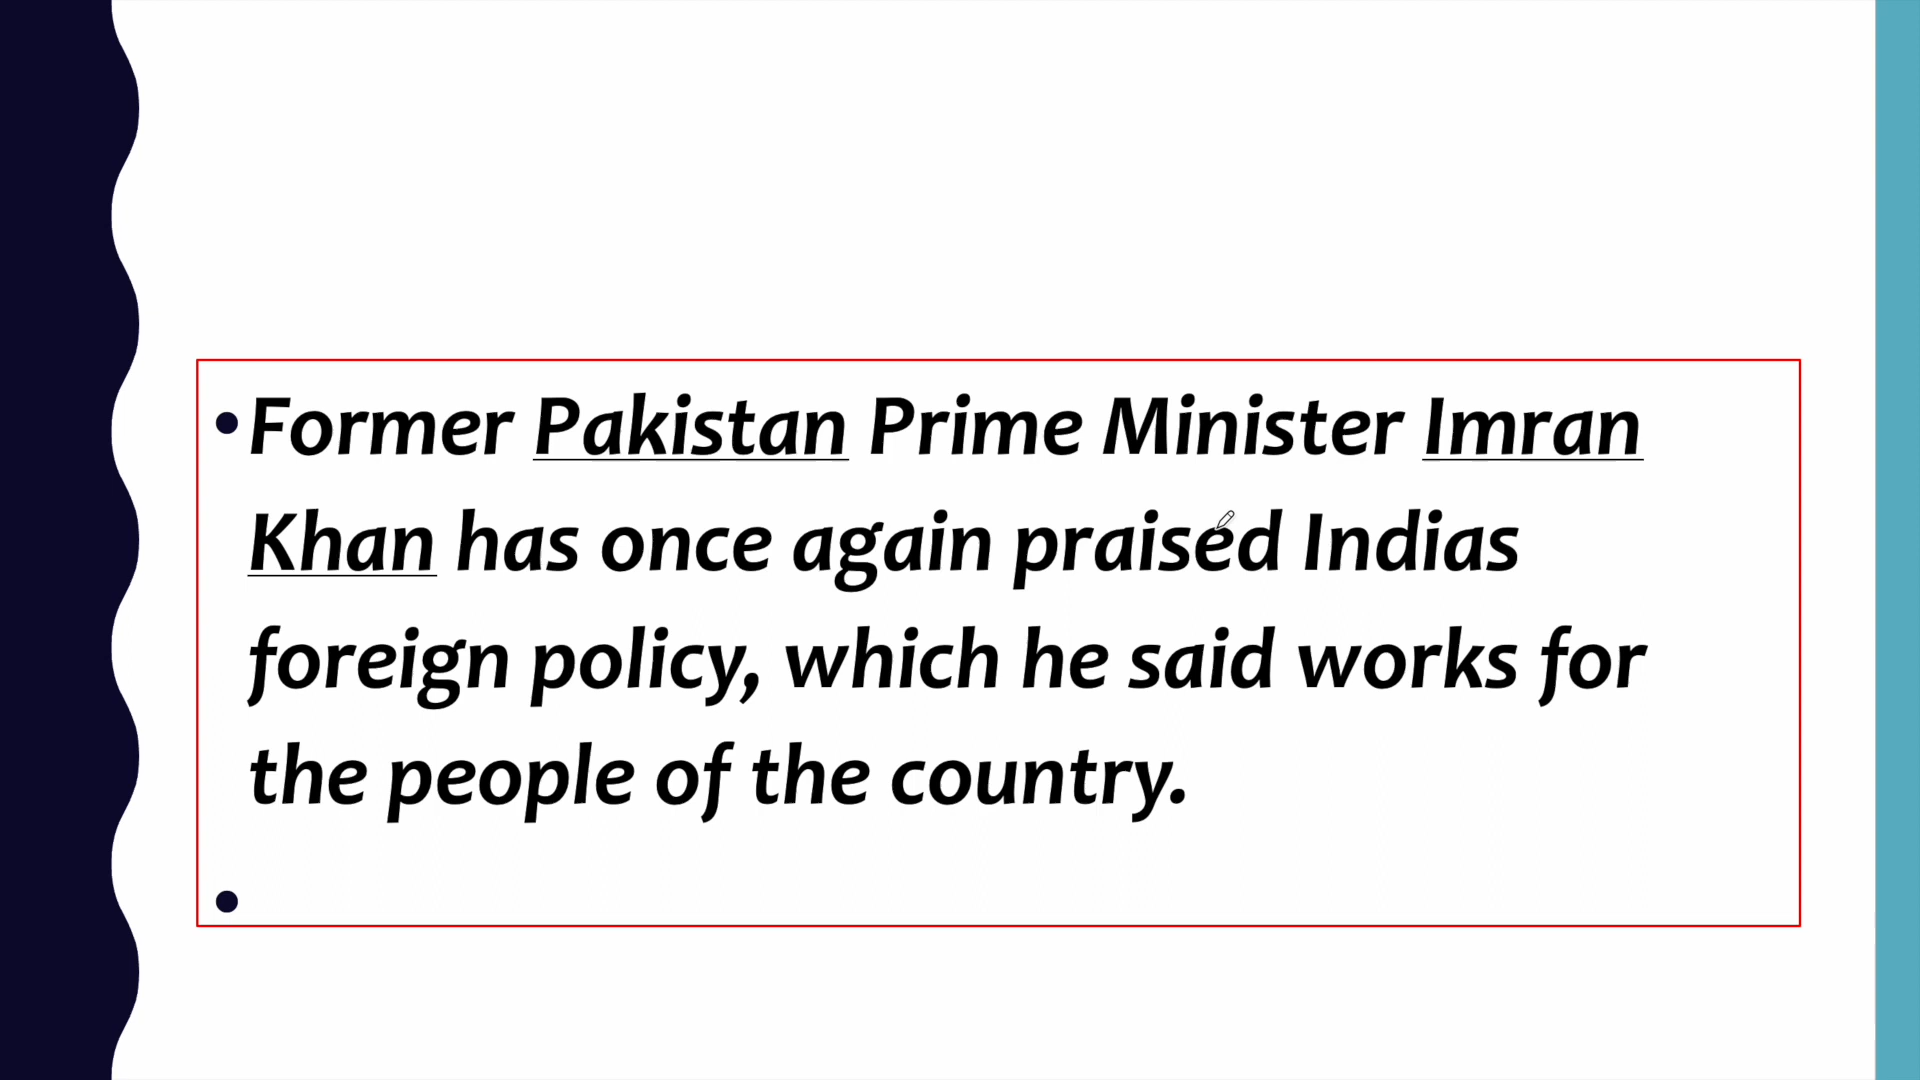 •Former Pakistan Prime Minister Imran
Khan has once again praised Indias
foreign policy, which he said works for
the people of the country.
•